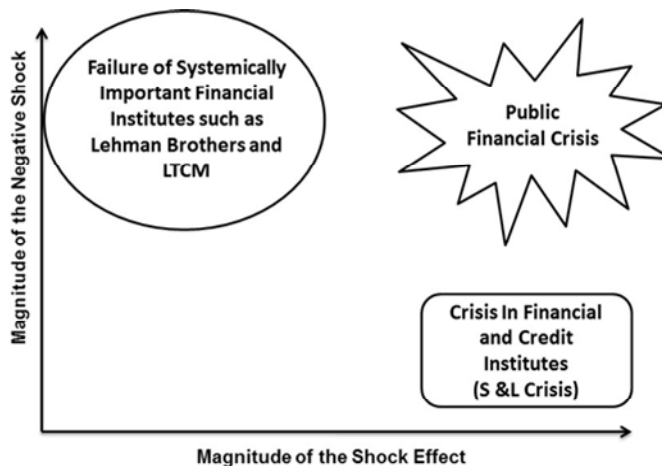 Magnitude of the Negative Shock
Failure of Systemically
Important Financial
Institutes such as
Lehman Brothers and
LTCM
Public
Financial Crisis
Crisis In Financial
and Credit
Institutes
(S &L Crisis)
Magnitude of the Shock Effect